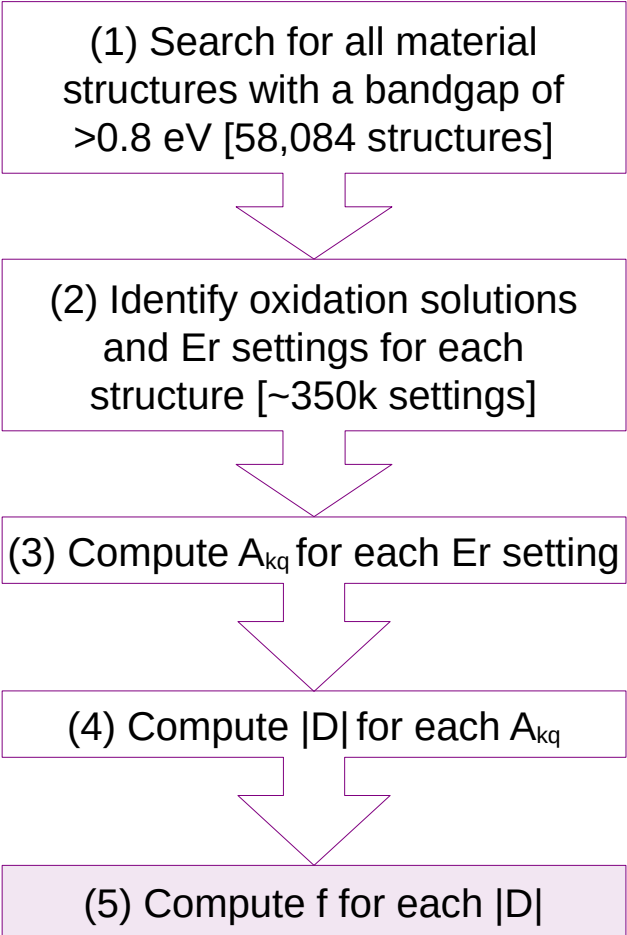 (1) Search for all material
structures with a bandgap of
>0.8 eV [58,084 structures]
(2) Identify oxidation solutions
and Er settings for each
structure [~350k settings]
(3) Compute Akq for each Er setting
(4) Compute |D| for each Akq
(5) Compute f for each |D|